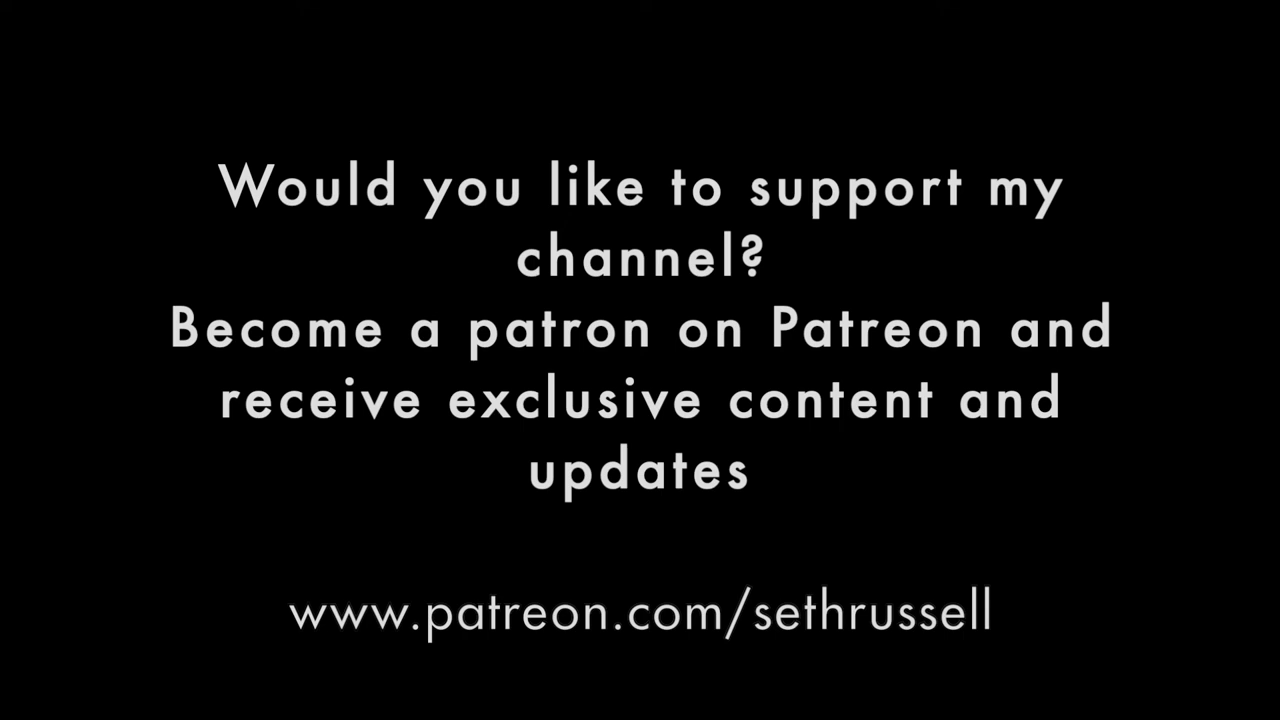 Would you like to support my
channel?
Become a patron on Patreon and
receive exclusive content and
updates
www.patreon.com/sethrussell